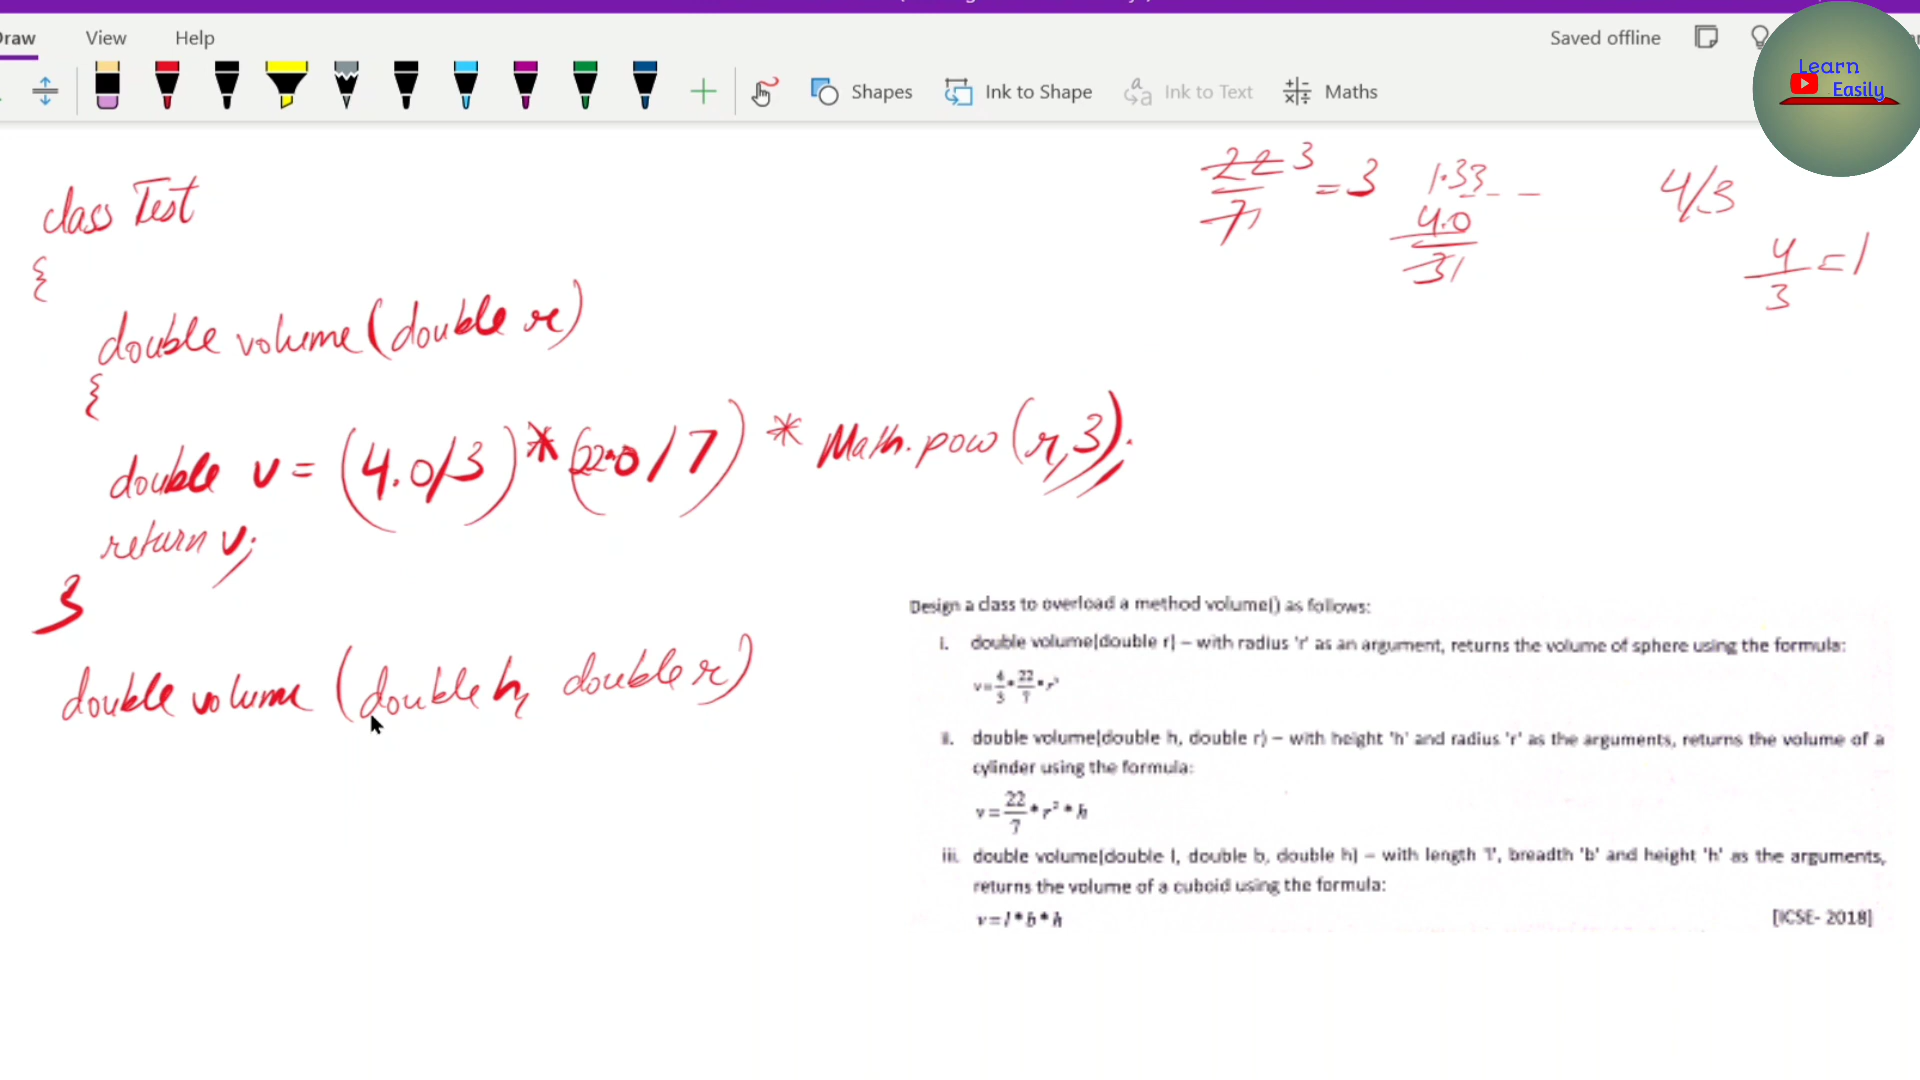 Draw View Help Saved offline
Learn
Easily
Shapes Ink to Shape Ink to Text Maths
class Test
{
double volume(double r)
{
double v = (4.0/3)*(22.0/7) * Math.pow(r,3);
return v;
}
double volume (double h, double r)
22 3
7
= 3
1.33--
4.0
31
4/3
4
3
=1
Design a class to overload a method volume() as follows:
i. double volume(double r) – with radius 'r' as an argument, returns the volume of sphere using the formula:
v = 4/3 * 22/7 * r³
ii. double volume(double h, double r) – with height 'h' and radius 'r' as the arguments, returns the volume of a
cylinder using the formula:
v = 22/7 * r² * h
iii. double volume(double l, double b, double h) – with length 'l', breadth 'b' and height 'h' as the arguments,
returns the volume of a cuboid using the formula:
v = l * b * h [ICSE- 2018]